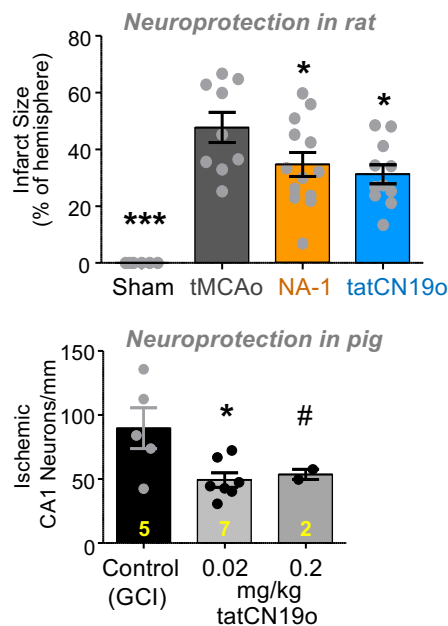 Neuroprotection in rat
Infarct Size
(% of hemisphere)
80
60
40
20
0
***
*
*
Sham tMCAo NA-1 tatCN19o
Neuroprotection in pig
Ischemic
CA1 Neurons/mm
150
100
50
0
*
#
5 7 2
Control 0.02 0.2
(GCI) mg/kg
tatCN19o